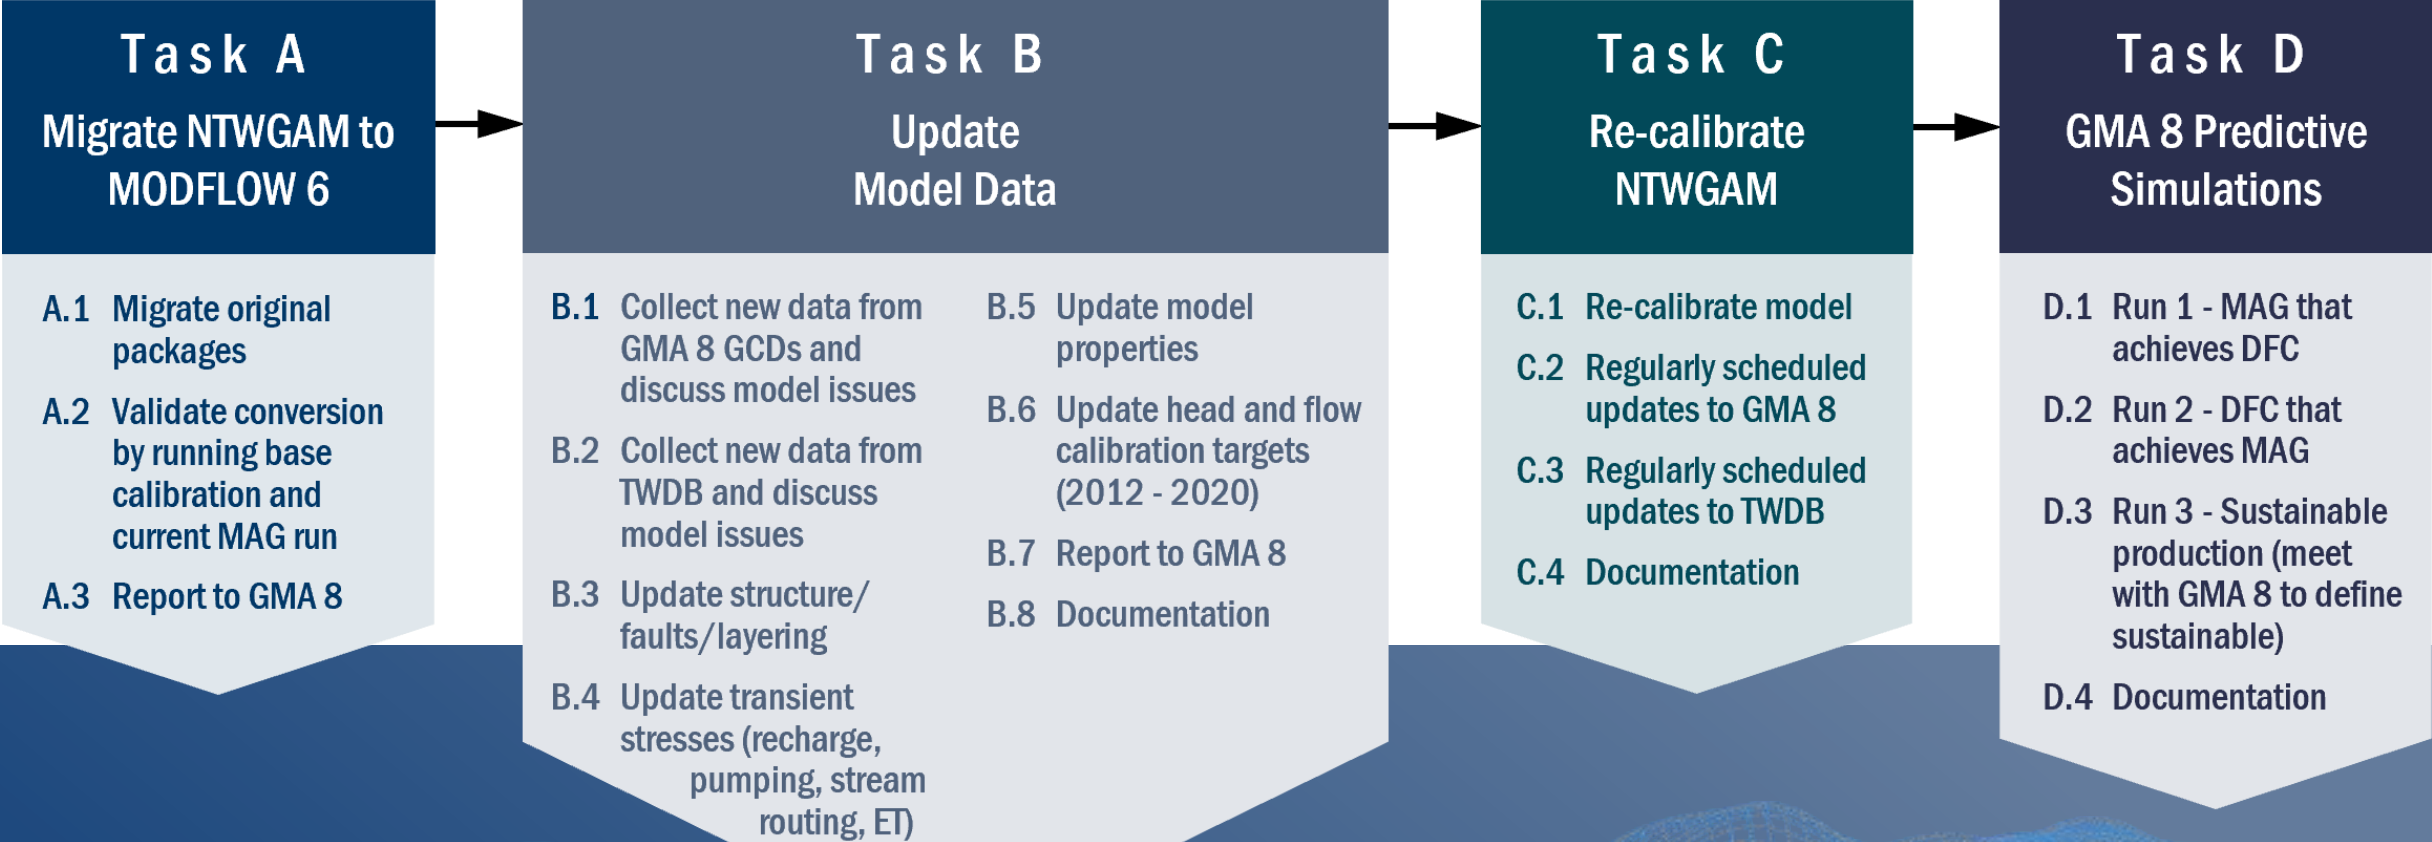 Task A
Migrate NTWGAM to
MODFLOW 6
A.1 Migrate original
packages
A.2 Validate conversion
by running base
calibration and
current MAG run
A.3 Report to GMA 8
Task B
Update
Model Data
B.1 Collect new data from
GMA 8 GCDs and
discuss model issues
B.2 Collect new data from
TWDB and discuss
model issues
B.3 Update structure/
faults/layering
B.4 Update transient
stresses (recharge,
pumping, stream
routing, ET)
B.5 Update model
properties
B.6 Update head and flow
calibration targets
(2012 - 2020)
B.7 Report to GMA 8
B.8 Documentation
Task C
Re-calibrate
NTWGAM
C.1 Re-calibrate model
C.2 Regularly scheduled
updates to GMA 8
C.3 Regularly scheduled
updates to TWDB
C.4 Documentation
Task D
GMA 8 Predictive
Simulations
D.1 Run 1 - MAG that
achieves DFC
D.2 Run 2 - DFC that
achieves MAG
D.3 Run 3 - Sustainable
production (meet
with GMA 8 to define
sustainable)
D.4 Documentation